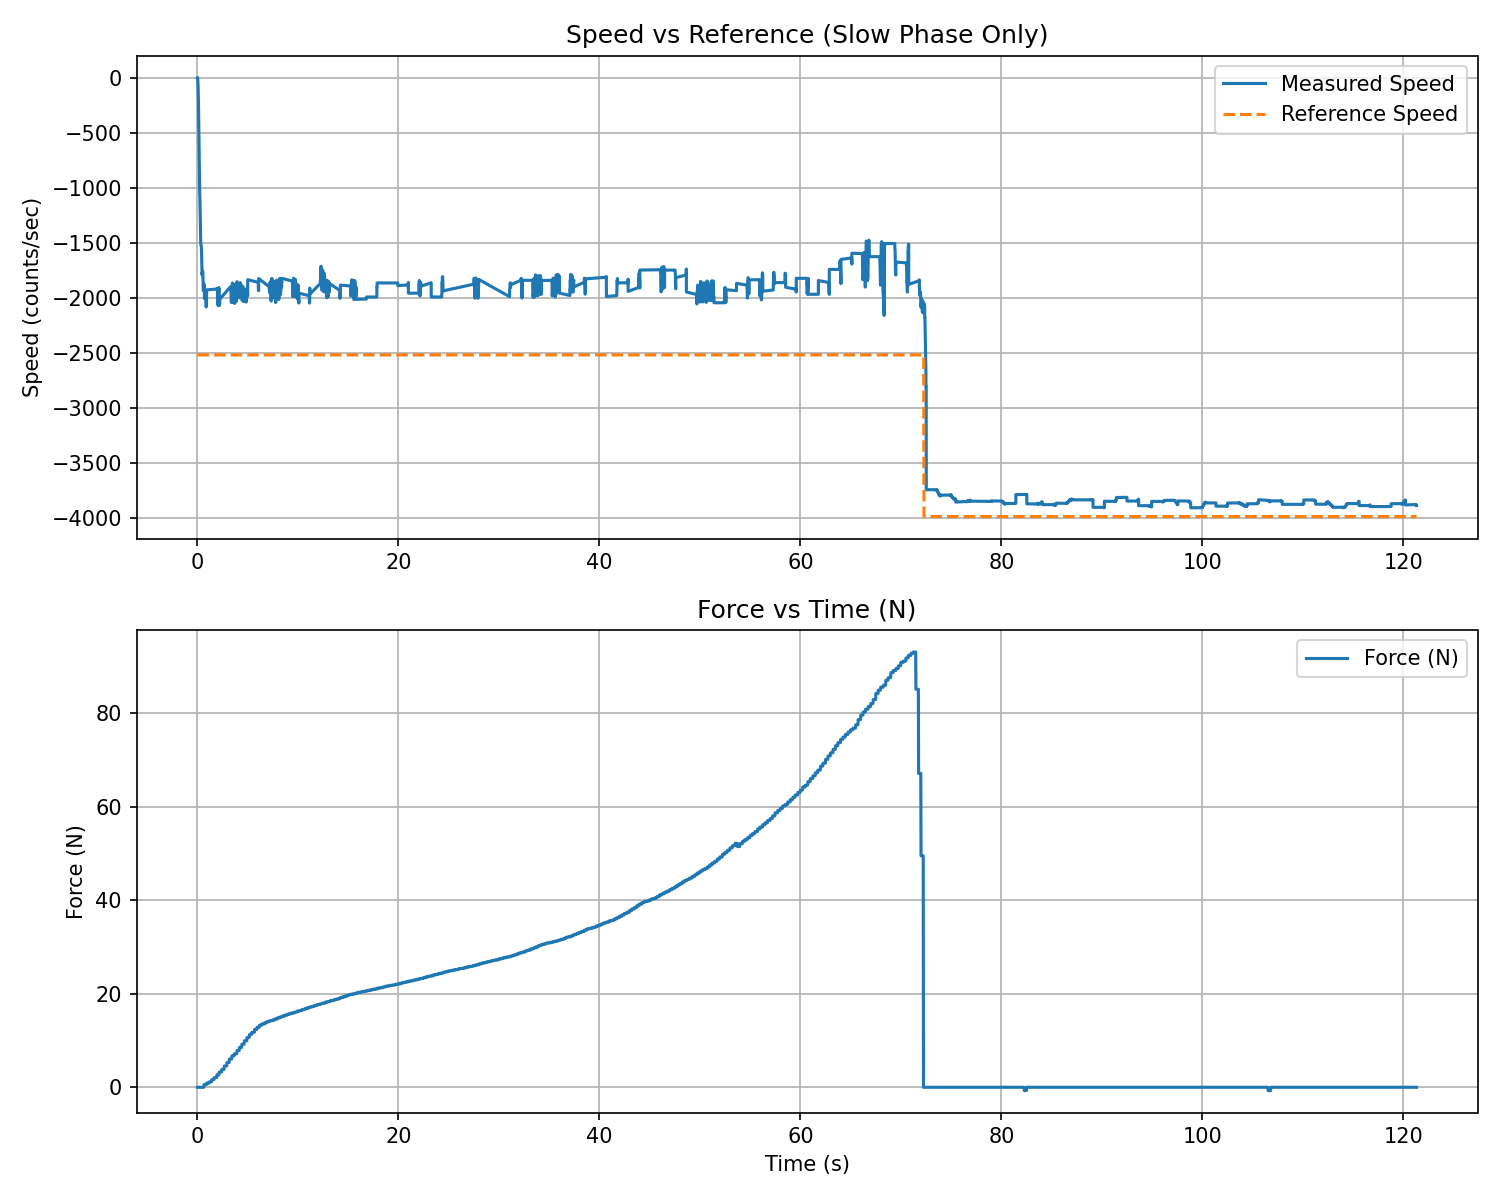 Speed vs Reference (Slow Phase Only)
Speed (counts/sec)
0
−500
−1000
−1500
−2000
−2500
−3000
−3500
−4000
Measured Speed
Reference Speed
0 20 40 60 80 100 120
Force vs Time (N)
Force (N)
80
60
40
20
0
Force (N)
0 20 40 60 80 100 120
Time (s)